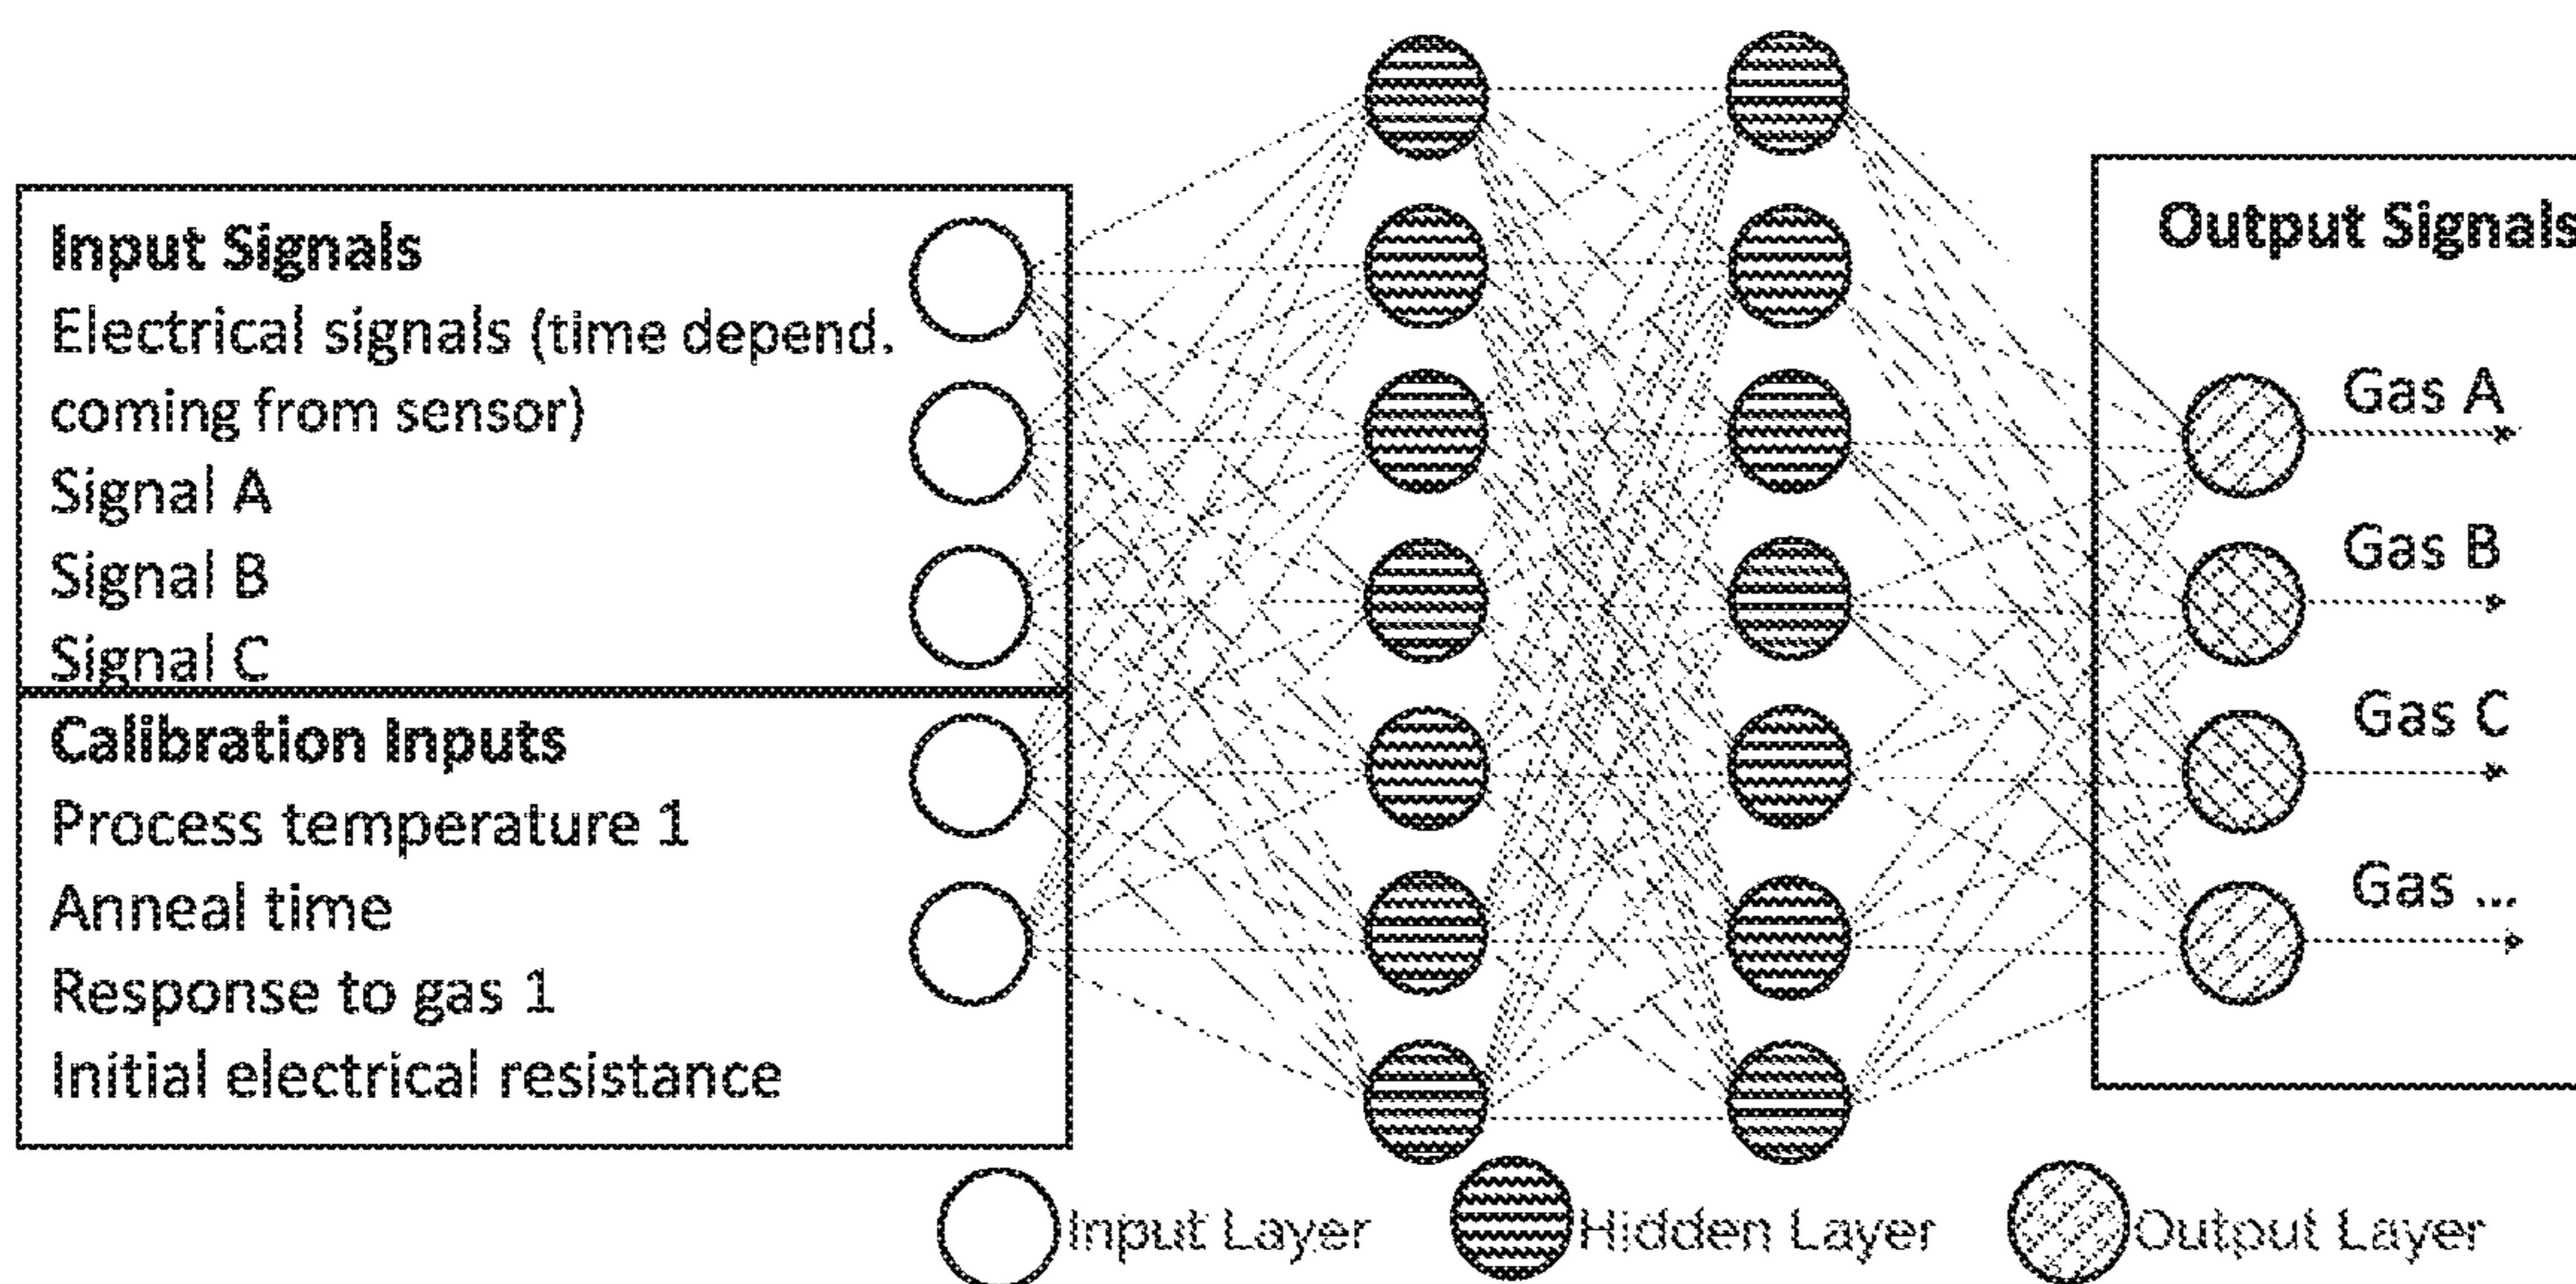 Input Signals
Electrical signals (time depend.
coming from sensor)
Signal A
Signal B
Signal C
Calibration Inputs
Process temperature 1
Anneal time
Response to gas 1
Initial electrical resistance
Output Signals
Gas A
Gas B
Gas C
Gas ...
Input Layer
Hidden Layer
Output Layer